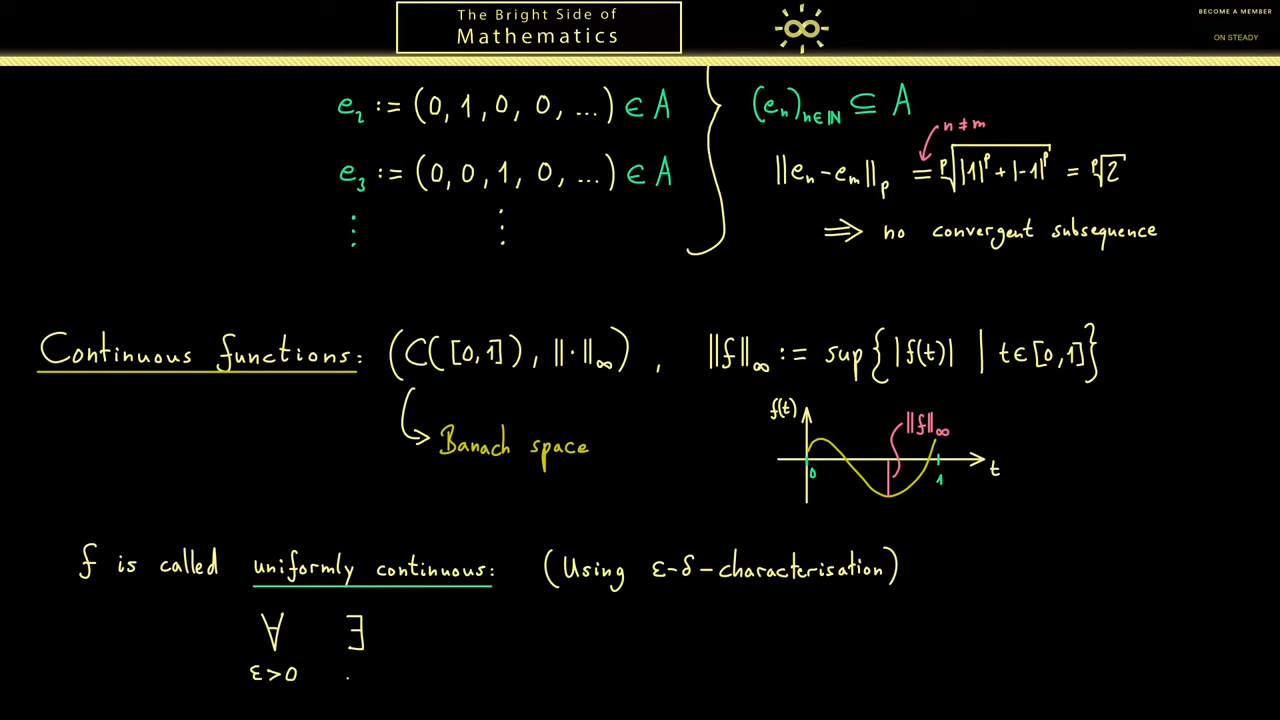 The Bright Side of
Mathematics
BECOME A MEMBER
ON STEADY
e₂ := (0, 1, 0, 0, ...) ∈ A
(eₙ)ₙ∈ℕ ⊆ A
n ≠ m
e₃ := (0, 0, 1, 0, ...) ∈ A
‖eₙ − eₘ‖ₚ = ᵖ√(|1|ᵖ + |−1|ᵖ) = ᵖ√2
⋮ ⋮
⟹ no convergent subsequence
Continuous functions: (C([0,1]), ‖·‖∞) , ‖f‖∞ := sup{ |f(t)| | t ∈ [0,1] }
Banach space
f(t)
‖f‖∞
0 1 t
f is called uniformly continuous: (Using ε-δ-characterisation)
∀ ∃
ε>0